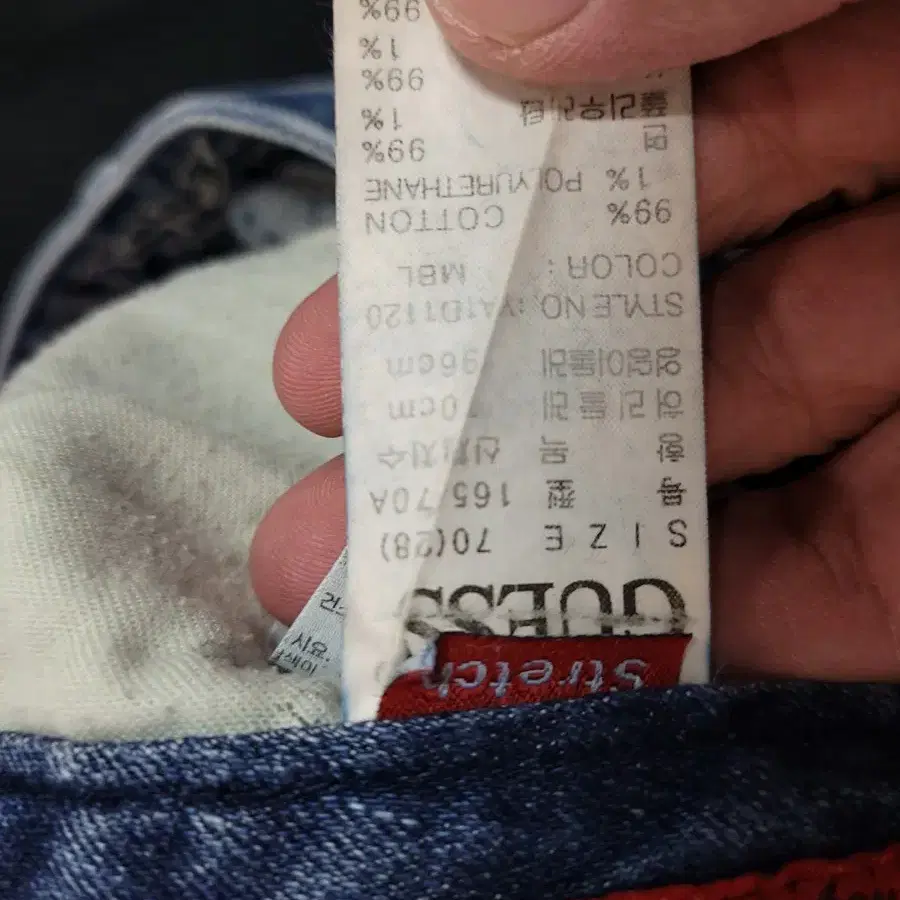 Stretch
GUESS
S I Z E 70(28)
165 70A
신체치수
허리둘레 0cm
엉덩이둘레 96cm
STYLE NO: YA1D1120
COLOR : MBL
99% COTTON
1% POLYURETHANE
면 99%
폴리우레탄 1%
99%
1%
99%